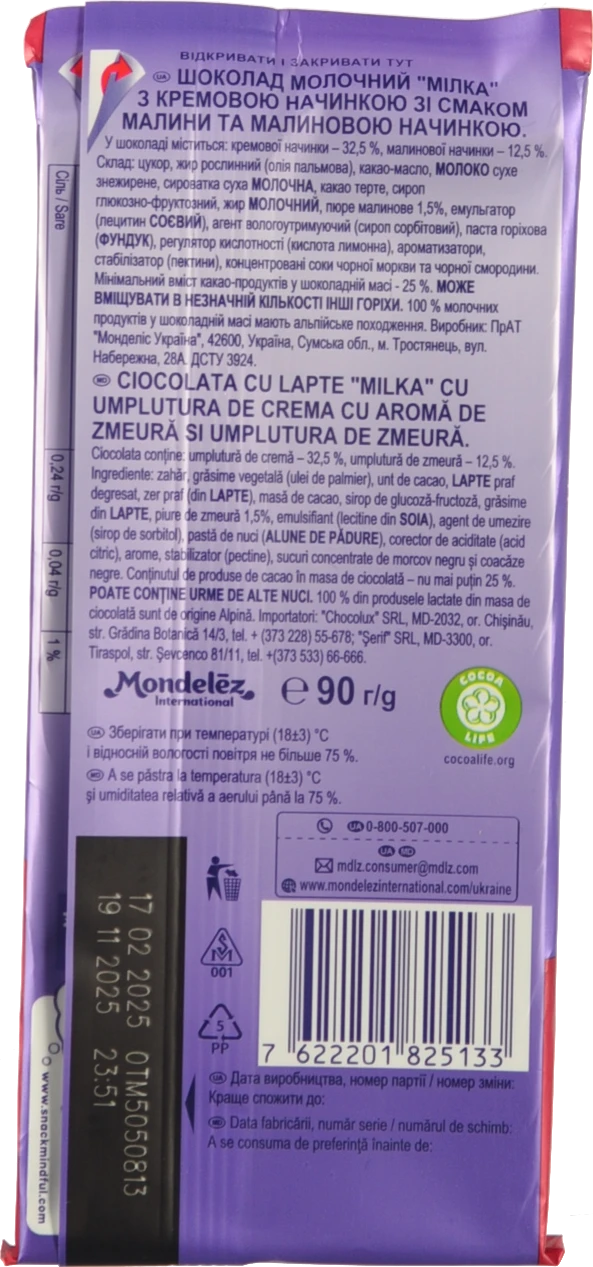 ВІДКРИВАТИ І ЗАКРИВАТИ ТУТ
UA ШОКОЛАД МОЛОЧНИЙ "МІЛКА"
З КРЕМОВОЮ НАЧИНКОЮ ЗІ СМАКОМ
МАЛИНИ ТА МАЛИНОВОЮ НАЧИНКОЮ.
У шоколаді міститься: кремової начинки – 32,5 %, малинової начинки – 12,5 %.
Склад: цукор, жир рослинний (олія пальмова), какао-масло, МОЛОКО сухе
знежирене, сироватка суха МОЛОЧНА, какао терте, сироп
глюкозно-фруктозний, жир МОЛОЧНИЙ, пюре малинове 1,5%, емульгатор
(лецитин СОЄВИЙ), агент вологоутримуючий (сироп сорбітовий), паста горіхова
(ФУНДУК), регулятор кислотності (кислота лимонна), ароматизатори,
стабілізатор (пектини), концентровані соки чорної моркви та чорної смородини.
Мінімальний вміст какао-продуктів у шоколадній масі - 25 %. МОЖЕ
ВМІЩУВАТИ В НЕЗНАЧНІЙ КІЛЬКОСТІ ІНШІ ГОРІХИ. 100 % молочних
продуктів у шоколадній масі мають альпійське походження. Виробник: ПрАТ
"Монделіс Україна", 42600, Україна, Сумська обл., м. Тростянець, вул.
Набережна, 28А. ДСТУ 3924.
MD CIOCOLATA CU LAPTE "MILKA" CU
UMPLUTURA DE CREMA CU AROMĂ DE
ZMEURĂ SI UMPLUTURA DE ZMEURĂ.
Ciocolata conține: umplutură de cremă – 32,5 %, umplutură de zmeură – 12,5 %.
Ingrediente: zahăr, grăsime vegetală (ulei de palmier), unt de cacao, LAPTE praf
degresat, zer praf (din LAPTE), masă de cacao, sirop de glucoză-fructoză, grăsime
din LAPTE, piure de zmeură 1,5%, emulsifiant (lecitine din SOIA), agent de umezire
(sirop de sorbitol), pastă de nuci (ALUNE DE PĂDURE), corector de aciditate (acid
citric), arome, stabilizator (pectine), sucuri concentrate de morcov negru și coacăze
negre. Conținutul de produse de cacao în masa de ciocolată – nu mai puțin 25 %.
POATE CONȚINE URME DE ALTE NUCI. 100 % din produsele lactate din masa de
ciocolată sunt de origine Alpină. Importatori: "Chocolux" SRL, MD-2032, or. Chișinău,
str. Grădina Botanică 14/3, tel. + (373 228) 55-678; "Șerif" SRL, MD-3300, or.
Tiraspol, str. Șevcenco 81/11, tel. +(373 533) 66-666.
Сіль / Sare
0,24 г/g
0,04 г/g
1 %
Mondelēz
International
℮ 90 г/g
COCOA
LIFE
cocoalife.org
UA Зберігати при температурі (18±3) °C
і відносній вологості повітря не більше 75 %.
MD A se păstra la temperatura (18±3) °C
și umiditatea relativă a aerului până la 75 %.
UA 0-800-507-000
UA MD
mdlz.consumer@mdlz.com
www.mondelezinternational.com/ukraine
17 02 2025 OTM5050813
19 11 2025 23:51
001
5
PP
7 622201 825133
UA Дата виробництва, номер партії / номер зміни:
Краще спожити до:
MD Data fabricării, număr serie / numărul de schimb:
A se consuma de preferință înainte de:
www.snackmindful.com